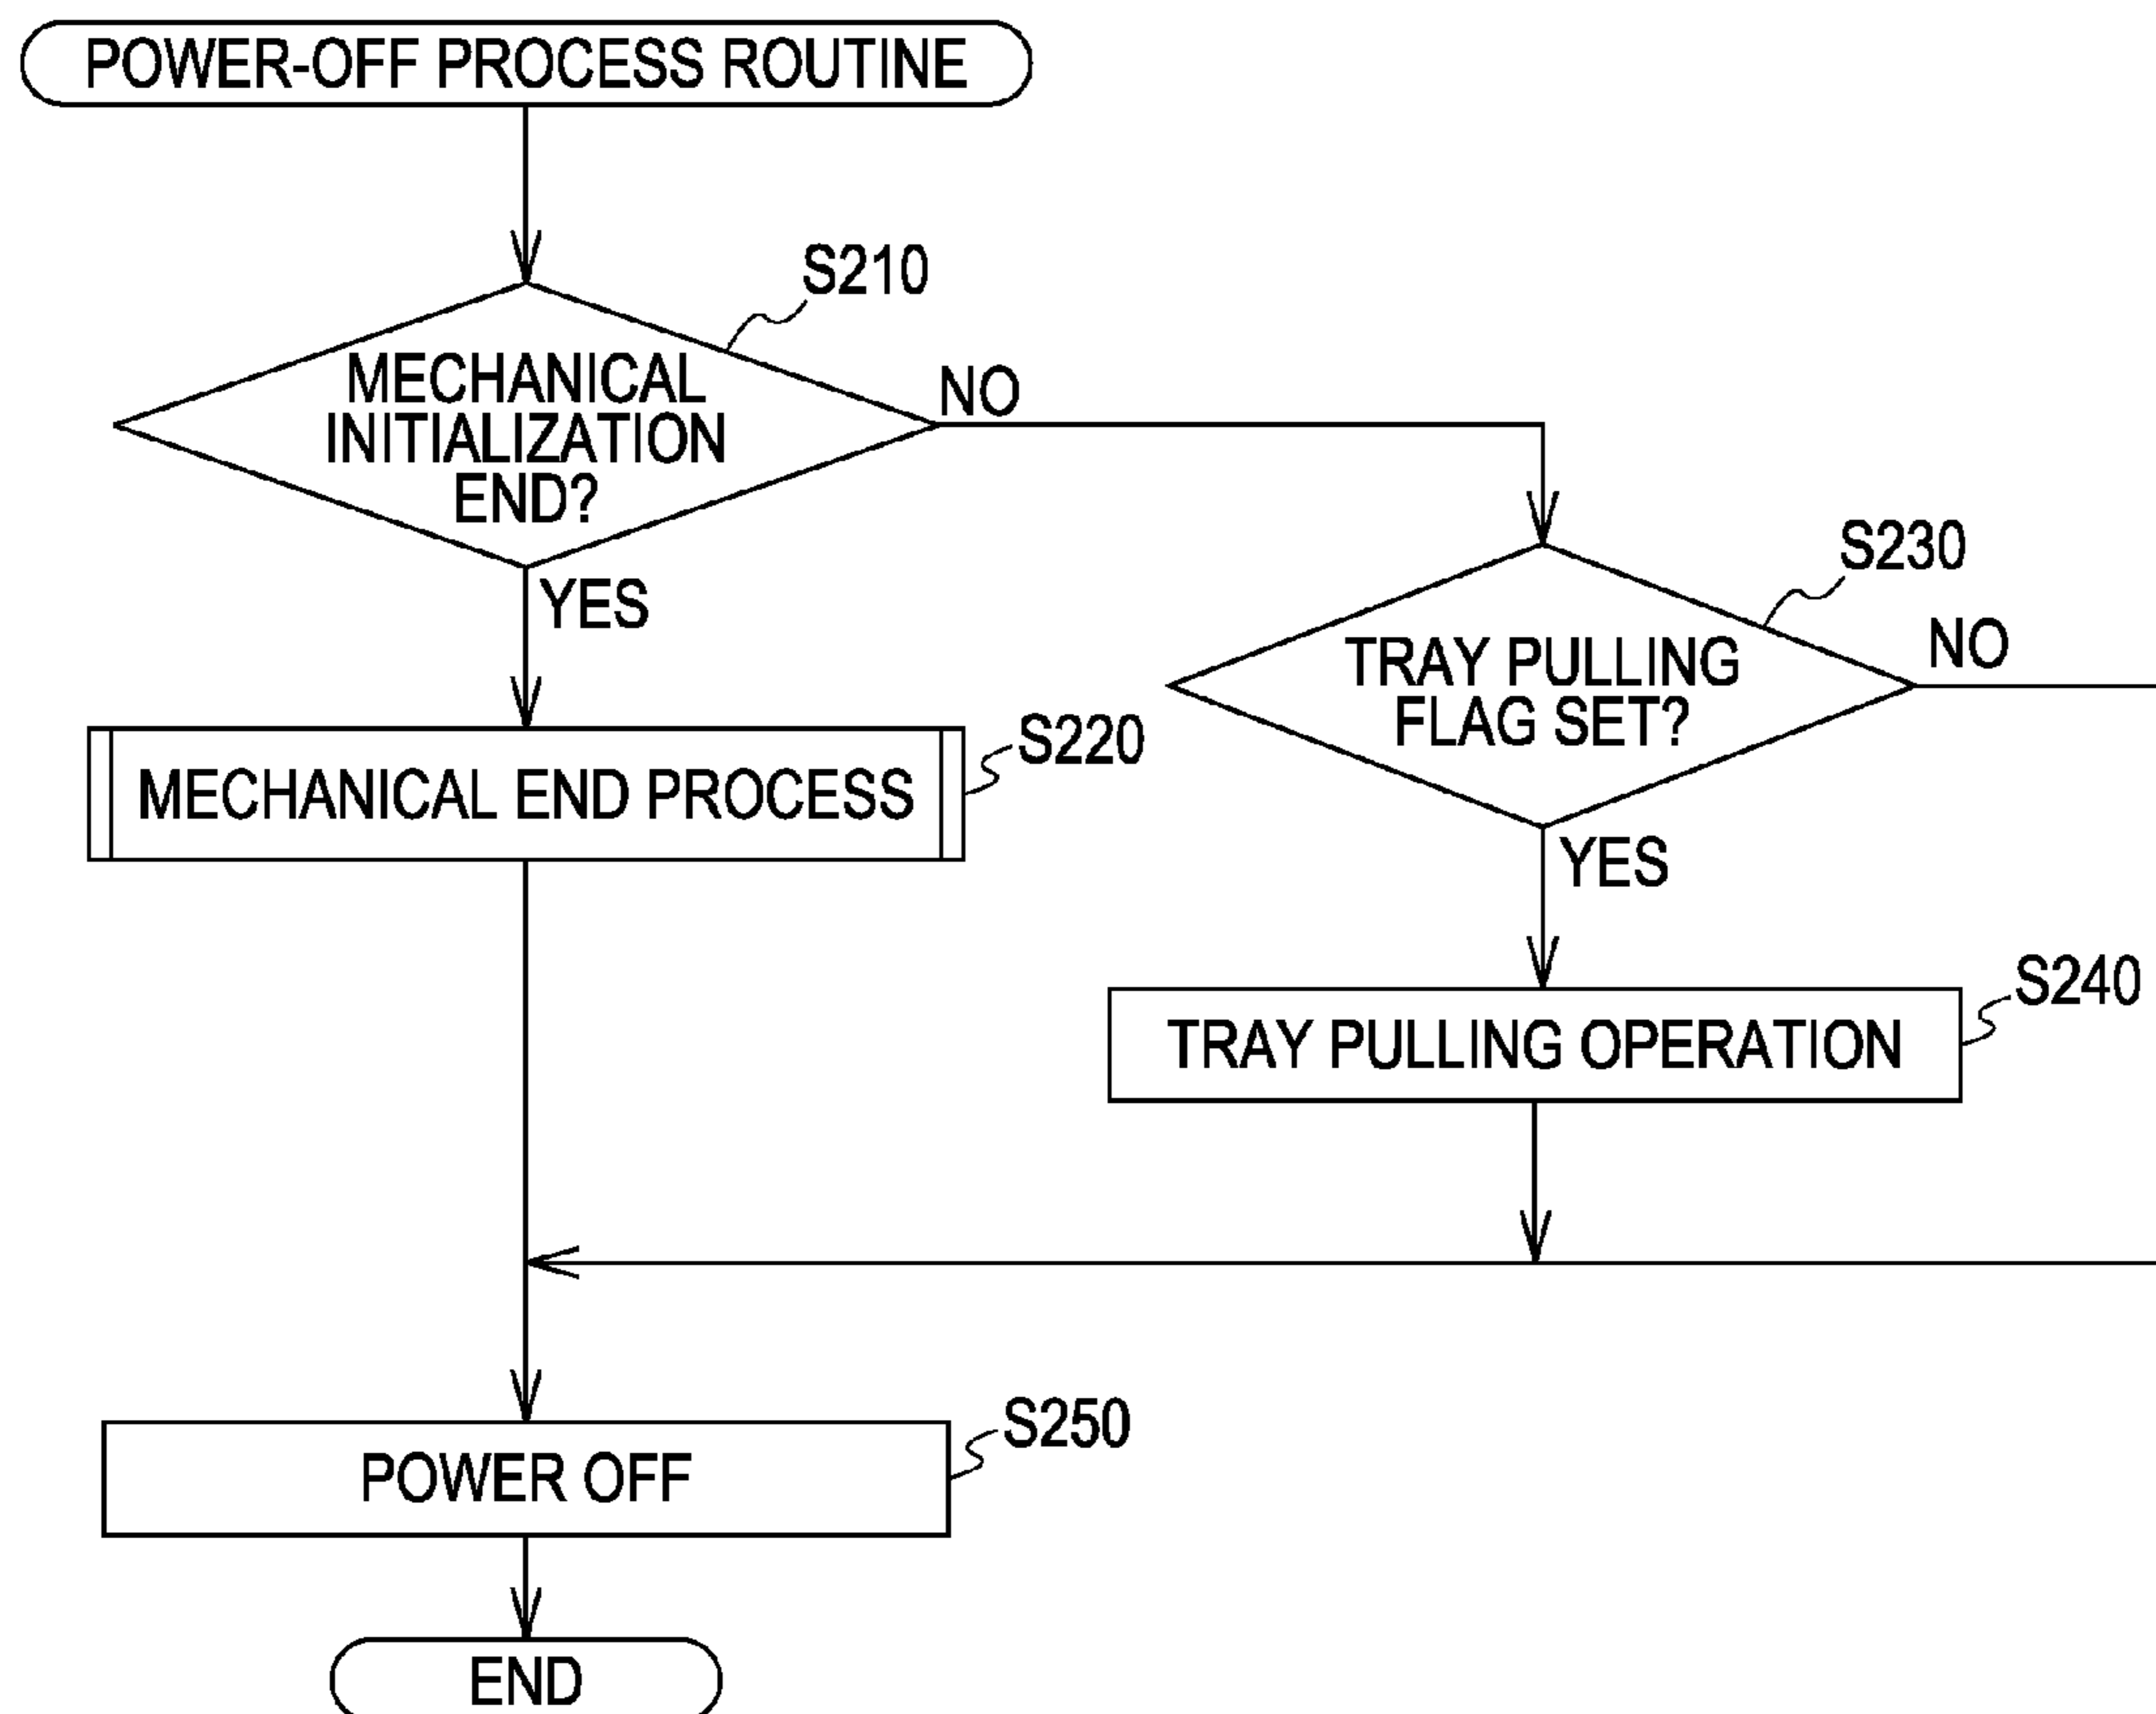 POWER-OFF PROCESS ROUTINE
S210
MECHANICAL
INITIALIZATION
END?
NO
YES
S230
TRAY PULLING
FLAG SET?
NO
YES
S220
MECHANICAL END PROCESS
S240
TRAY PULLING OPERATION
S250
POWER OFF
END